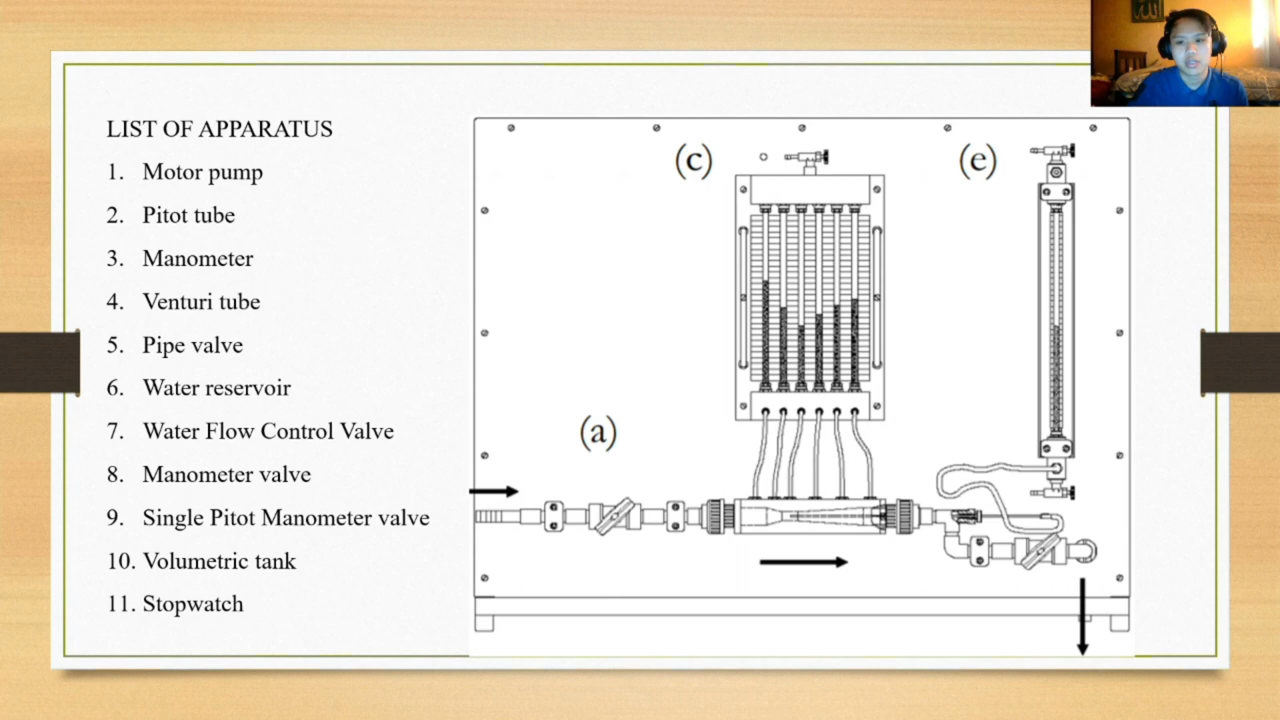 LIST OF APPARATUS
1. Motor pump
2. Pitot tube
3. Manometer
4. Venturi tube
5. Pipe valve
6. Water reservoir
7. Water Flow Control Valve
8. Manometer valve
9. Single Pitot Manometer valve
10. Volumetric tank
11. Stopwatch
(c)
(e)
(a)